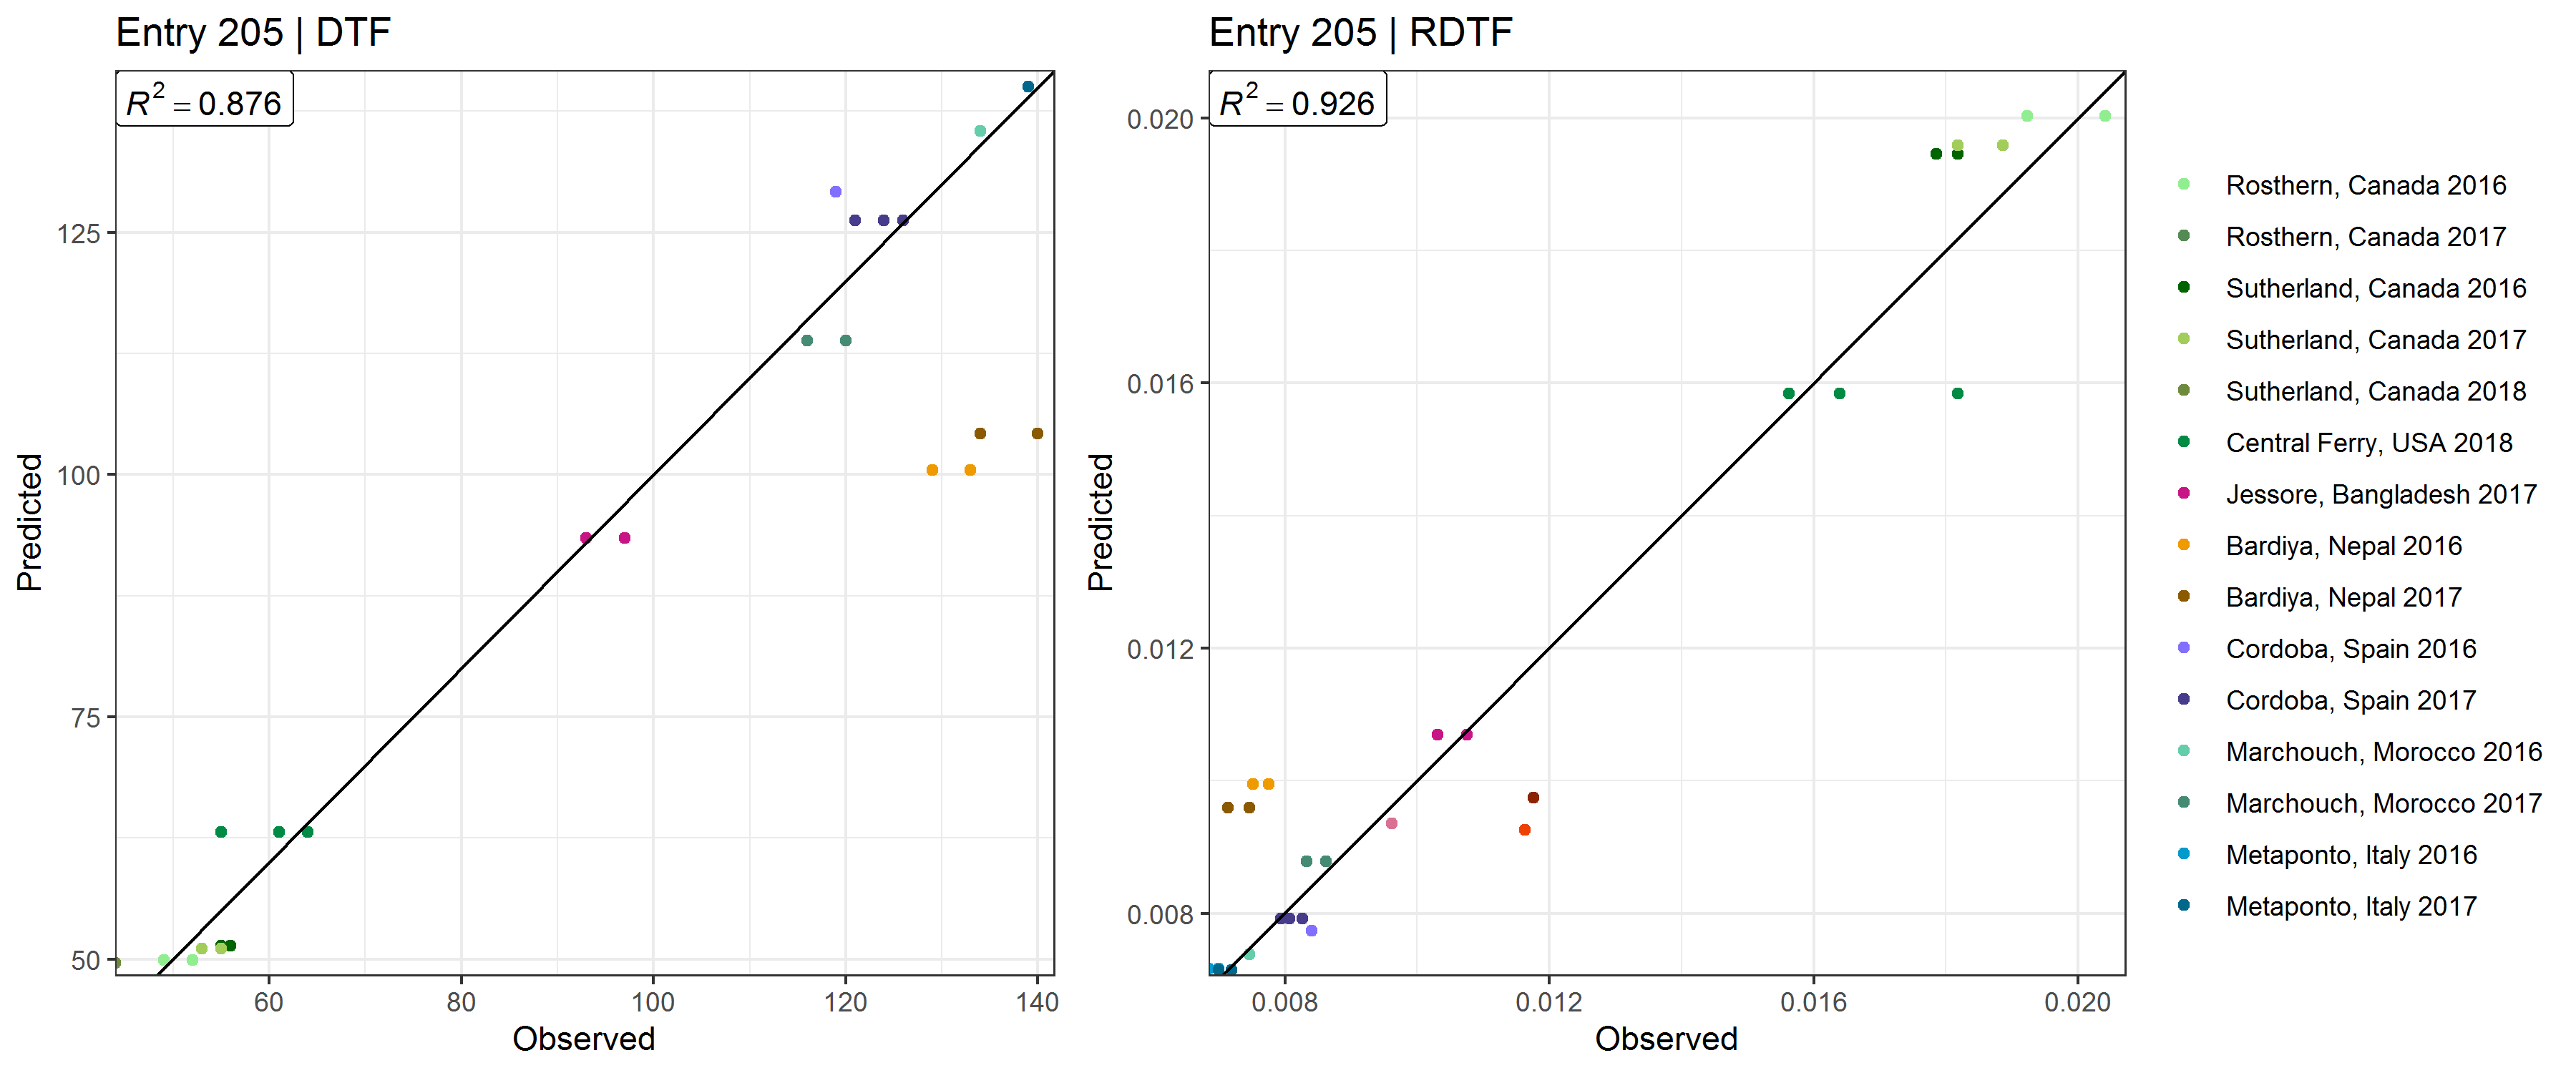 Entry 205 | DTF
R² = 0.876
125
100
75
50
60 80 100 120 140
Predicted
Observed
Entry 205 | RDTF
R² = 0.926
0.020
0.016
0.012
0.008
0.008 0.012 0.016 0.020
Predicted
Observed
Rosthern, Canada 2016
Rosthern, Canada 2017
Sutherland, Canada 2016
Sutherland, Canada 2017
Sutherland, Canada 2018
Central Ferry, USA 2018
Jessore, Bangladesh 2017
Bardiya, Nepal 2016
Bardiya, Nepal 2017
Cordoba, Spain 2016
Cordoba, Spain 2017
Marchouch, Morocco 2016
Marchouch, Morocco 2017
Metaponto, Italy 2016
Metaponto, Italy 2017